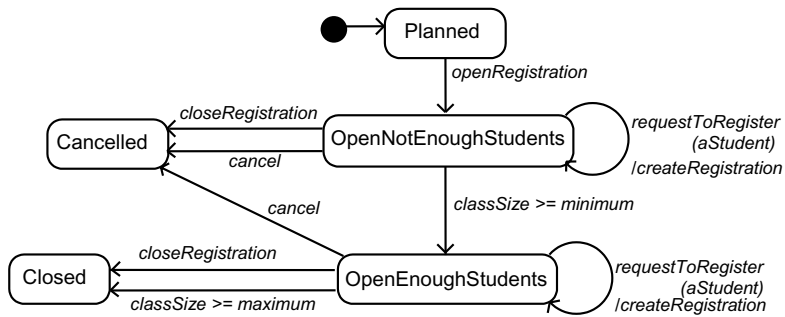 Planned
openRegistration
closeRegistration
Cancelled
OpenNotEnoughStudents
requestToRegister
(aStudent)
/createRegistration
cancel
classSize >= minimum
cancel
closeRegistration
Closed
OpenEnoughStudents
requestToRegister
(aStudent)
/createRegistration
classSize >= maximum